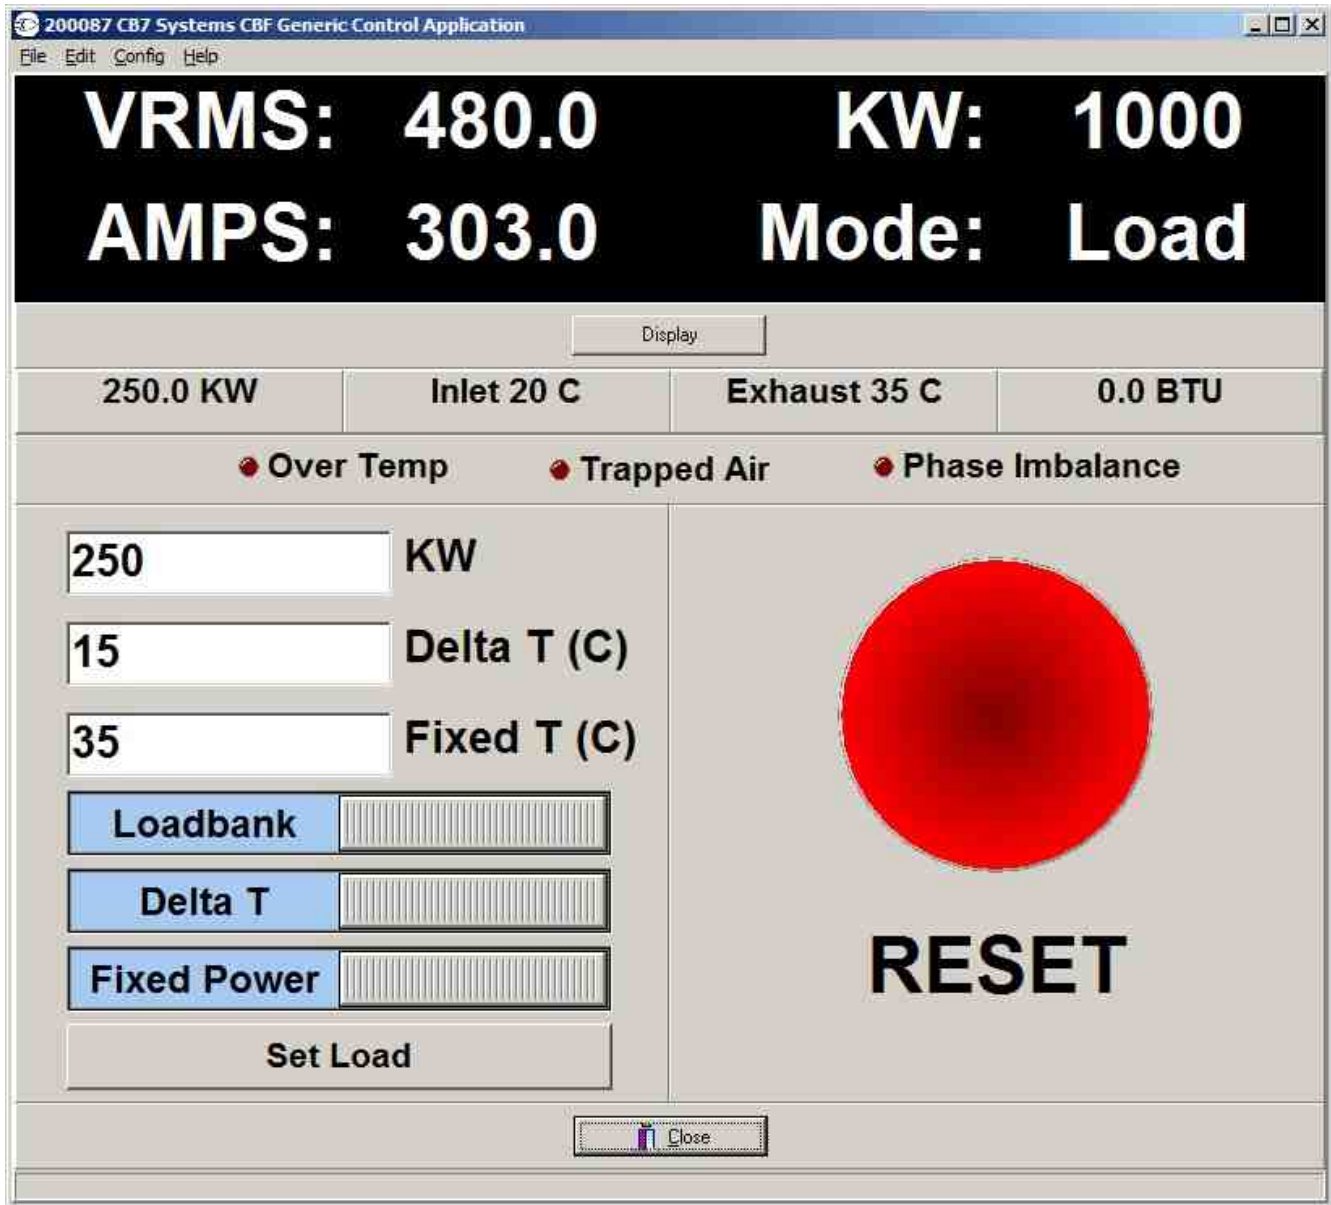 200087 CB7 Systems CBF Generic Control Application
File Edit Config Help
VRMS: 480.0 KW: 1000
AMPS: 303.0 Mode: Load
Display
250.0 KW Inlet 20 C Exhaust 35 C 0.0 BTU
Over Temp Trapped Air Phase Imbalance
250 KW
15 Delta T (C)
35 Fixed T (C)
Loadbank
Delta T
Fixed Power
Set Load
RESET
Close